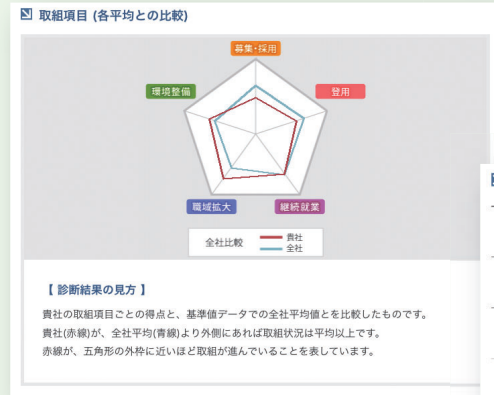 取組項目 (各平均との比較)
募集・採用
環境整備
登用
職域拡大
継続就業
全社比較
貴社
全社
【 診断結果の見方 】
貴社の取組項目ごとの得点と、基準値データでの全社平均値とを比較したものです。
貴社(赤線)が、全社平均(青線)より外側にあれば取組状況は平均以上です。
赤線が、五角形の外枠に近いほど取組が進んでいることを表しています。